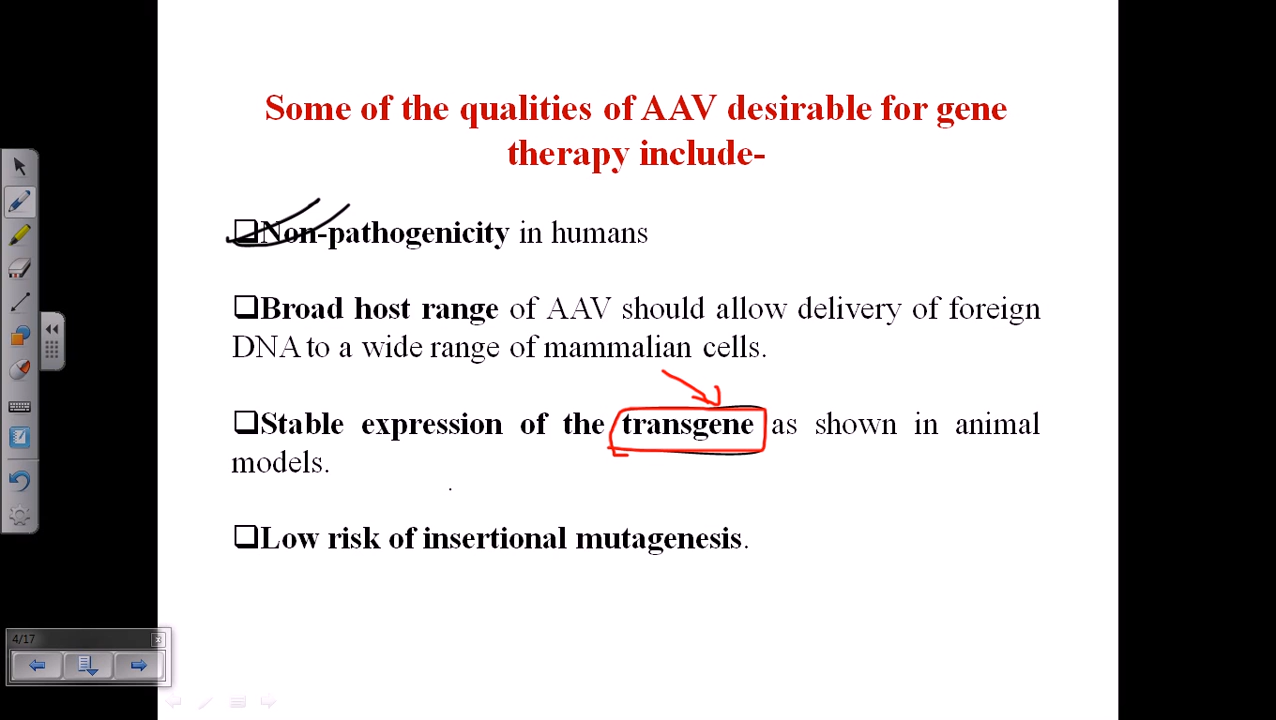 Some of the qualities of AAV desirable for gene
therapy include-
❑Non-pathogenicity in humans
❑Broad host range of AAV should allow delivery of foreign
DNA to a wide range of mammalian cells.
❑Stable expression of the transgene as shown in animal
models.
❑Low risk of insertional mutagenesis.
4/17